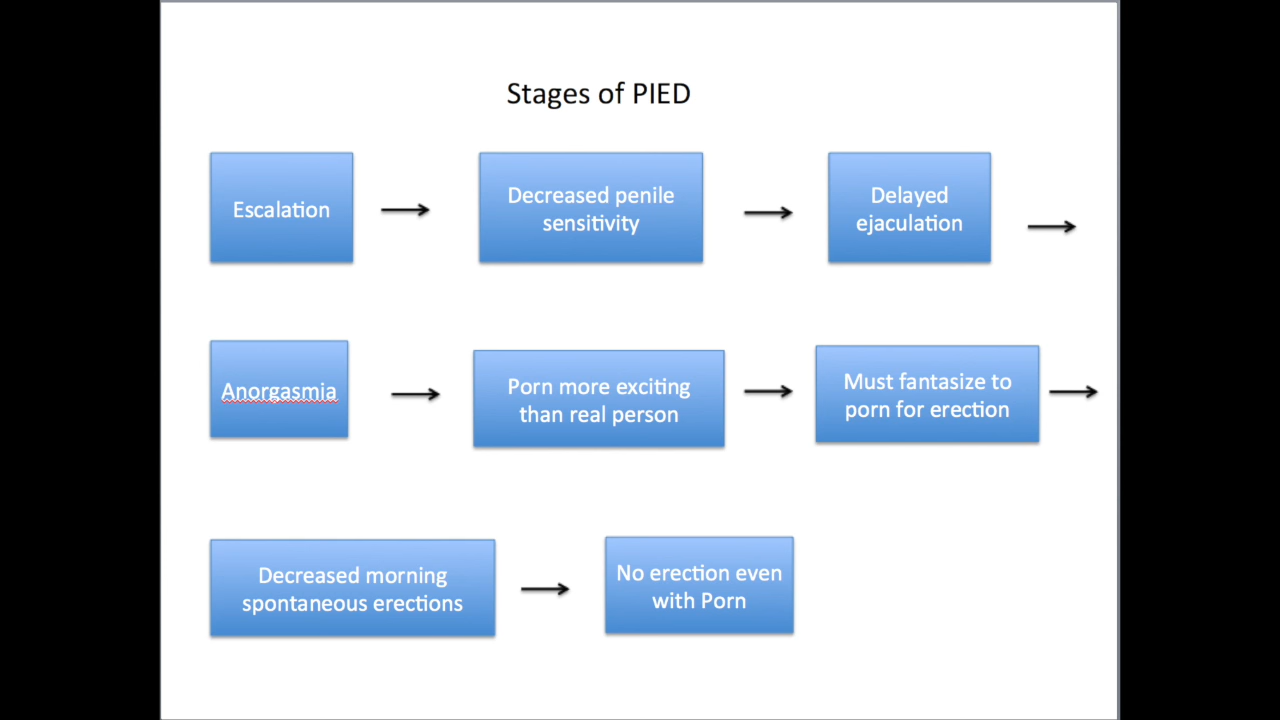 Stages of PIED
Escalation
Decreased penile
sensitivity
Delayed
ejaculation
Anorgasmia
Porn more exciting
than real person
Must fantasize to
porn for erection
Decreased morning
spontaneous erections
No erection even
with Porn